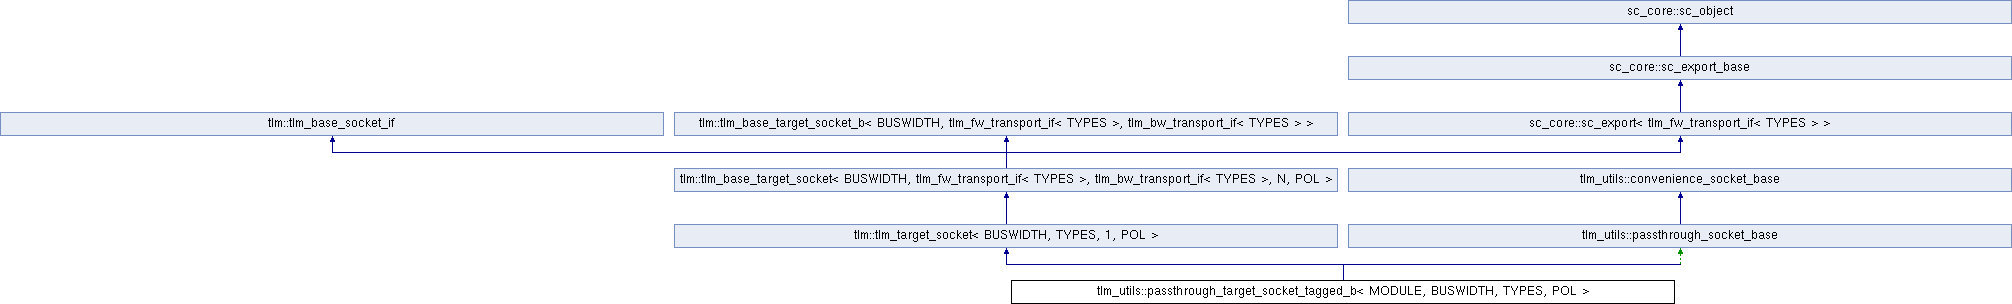 sc_core::sc_object
sc_core::sc_export_base
tlm::tlm_base_socket_if
tlm::tlm_base_target_socket_b< BUSWIDTH, tlm_fw_transport_if< TYPES >, tlm_bw_transport_if< TYPES > >
sc_core::sc_export< tlm_fw_transport_if< TYPES > >
tlm::tlm_base_target_socket< BUSWIDTH, tlm_fw_transport_if< TYPES >, tlm_bw_transport_if< TYPES >, N, POL >
tlm_utils::convenience_socket_base
tlm::tlm_target_socket< BUSWIDTH, TYPES, 1, POL >
tlm_utils::passthrough_socket_base
tlm_utils::passthrough_target_socket_tagged_b< MODULE, BUSWIDTH, TYPES, POL >